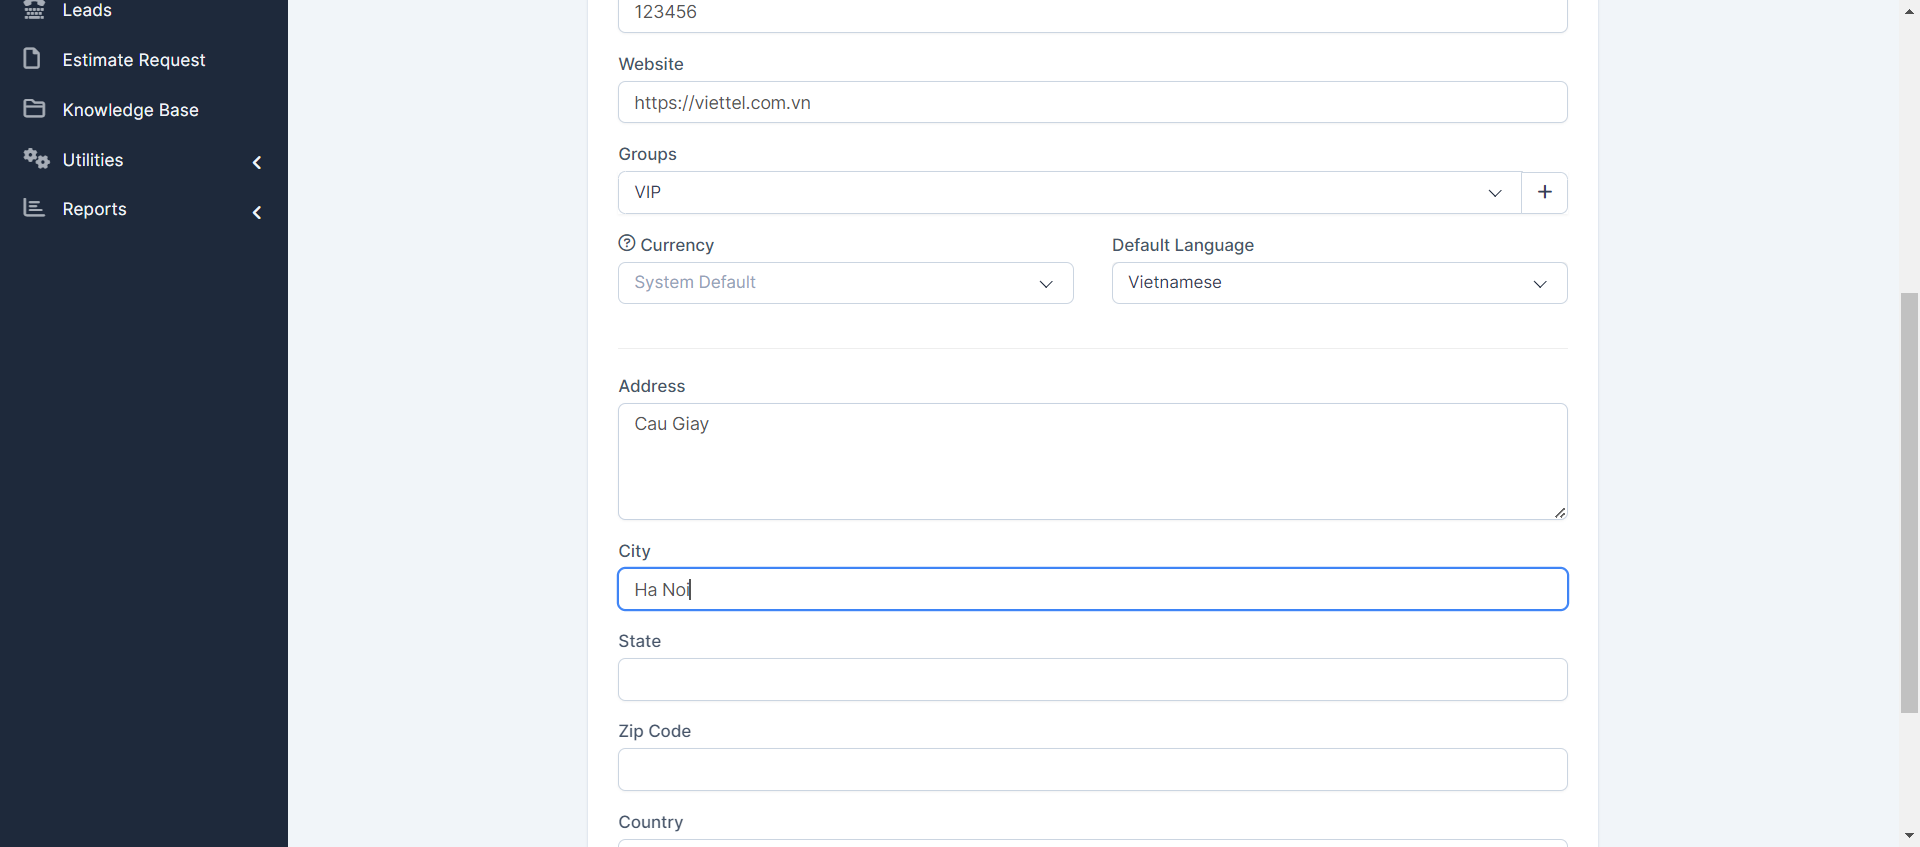 Leads
Estimate Request
Knowledge Base
Utilities
Reports
123456
Website
https://viettel.com.vn
Groups
VIP
Currency
System Default
Default Language
Vietnamese
Address
Cau Giay
City
Ha Noi
State
Zip Code
Country